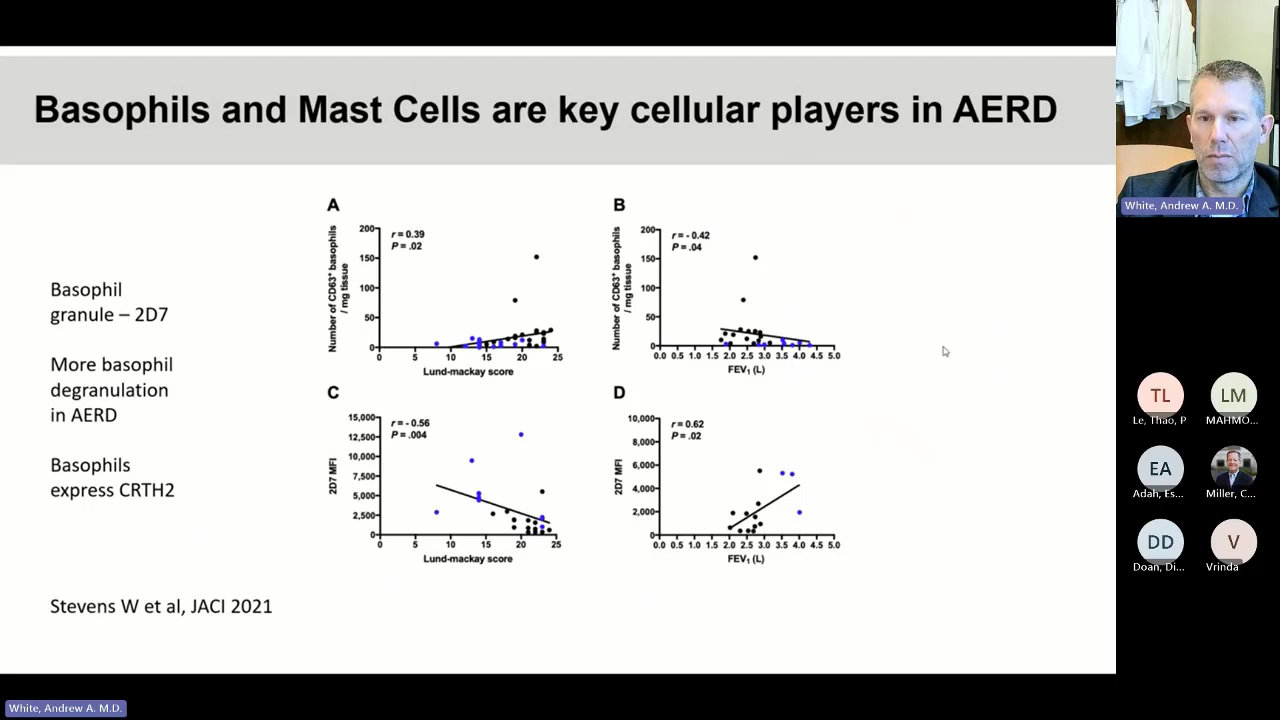 Basophils and Mast Cells are key cellular players in AERD
Basophil
granule – 2D7
More basophil
degranulation
in AERD
Basophils
express CRTH2
Stevens W et al, JACI 2021
A
r = 0.39
P = .02
Number of CD63+ basophils
/ mg tissue
200
150
100
50
0
0 5 10 15 20 25
Lund-mackay score
B
r = - 0.42
P = .04
Number of CD63+ basophils
/ mg tissue
200
150
100
50
0
0.0 0.5 1.0 1.5 2.0 2.5 3.0 3.5 4.0 4.5 5.0
FEV1 (L)
C
r = - 0.56
P = .004
2D7 MFI
15,000
12,500
10,000
7,500
5,000
2,500
0
0 5 10 15 20 25
Lund-mackay score
D
r = 0.62
P = .02
2D7 MFI
10,000
8,000
6,000
4,000
2,000
0
0.0 0.5 1.0 1.5 2.0 2.5 3.0 3.5 4.0 4.5 5.0
FEV1 (L)
White, Andrew A. M.D.
TL
Le, Thao, P
LM
MAHMO...
EA
Adah, Es...
Miller, C...
DD
Doan, Di...
V
Vrinda
White, Andrew A. M.D.